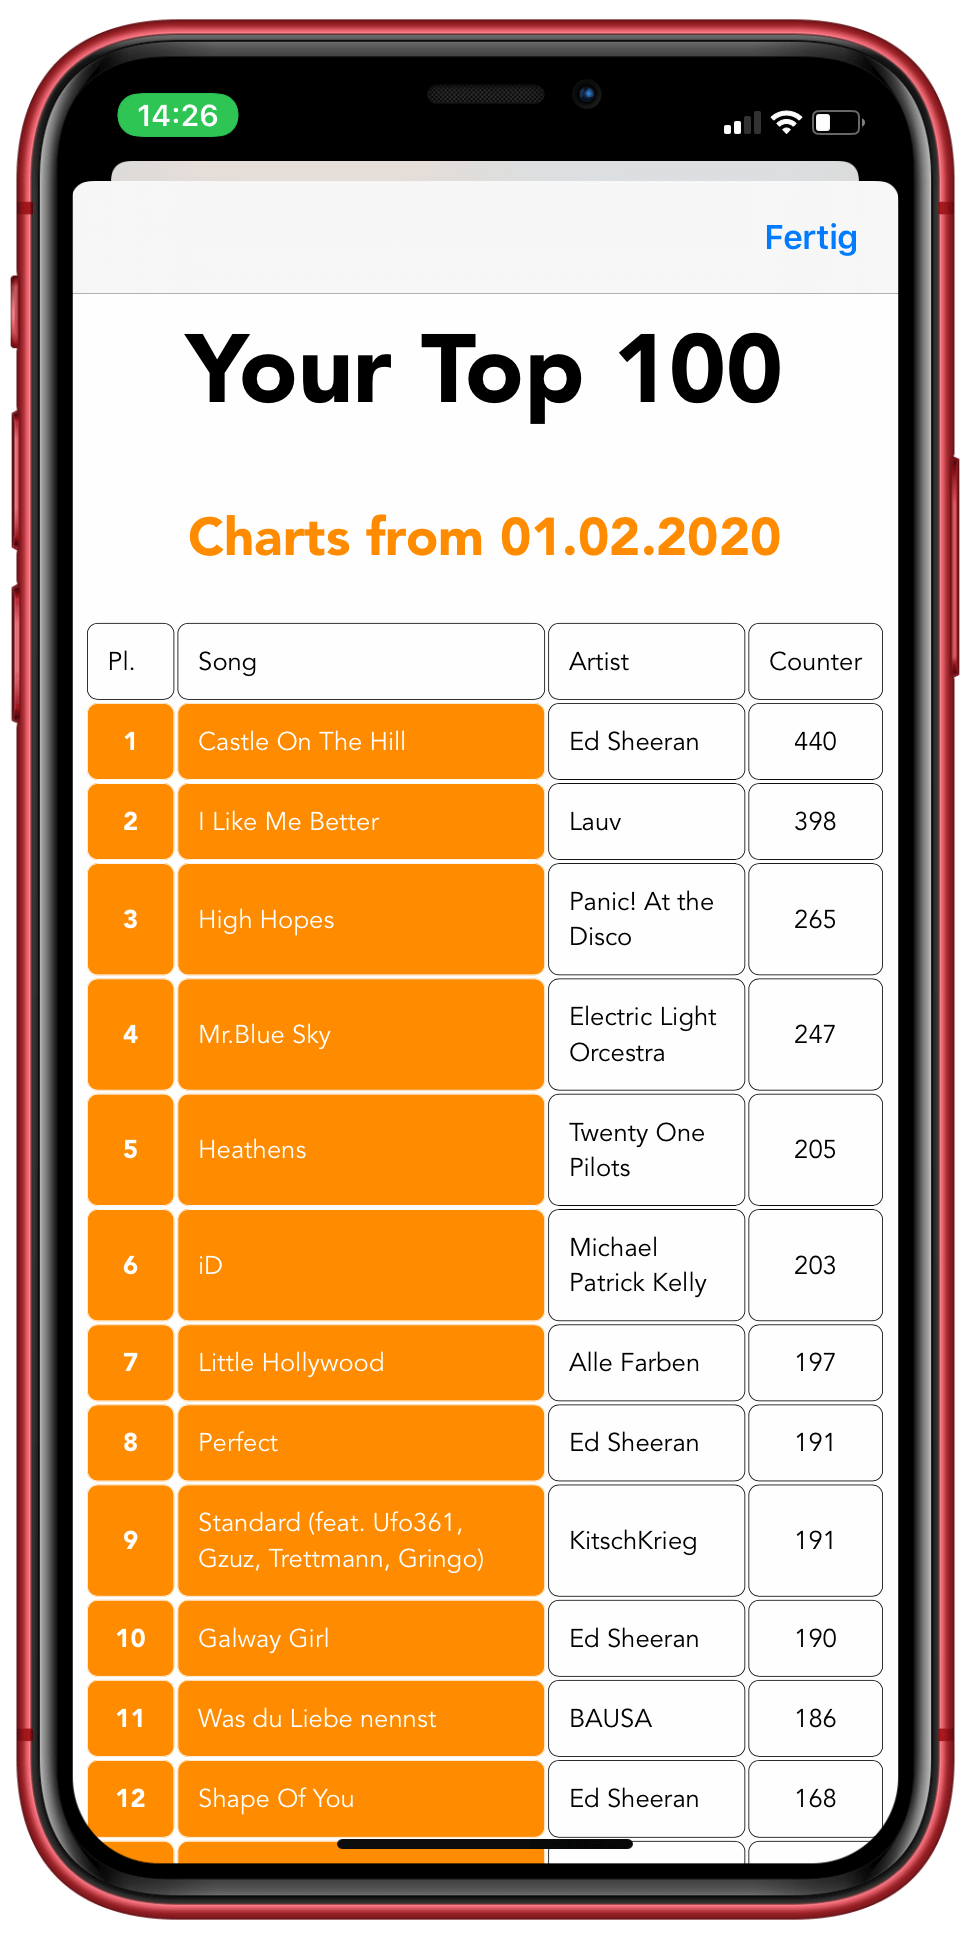 14:26
Fertig
Your Top 100
Charts from 01.02.2020
Pl. Song Artist Counter
1 Castle On The Hill Ed Sheeran 440
2 I Like Me Better Lauv 398
3 High Hopes Panic! At the
Disco 265
4 Mr.Blue Sky Electric Light
Orcestra 247
5 Heathens Twenty One
Pilots 205
6 iD Michael
Patrick Kelly 203
7 Little Hollywood Alle Farben 197
8 Perfect Ed Sheeran 191
9 Standard (feat. Ufo361,
Gzuz, Trettmann, Gringo) KitschKrieg 191
10 Galway Girl Ed Sheeran 190
11 Was du Liebe nennst BAUSA 186
12 Shape Of You Ed Sheeran 168